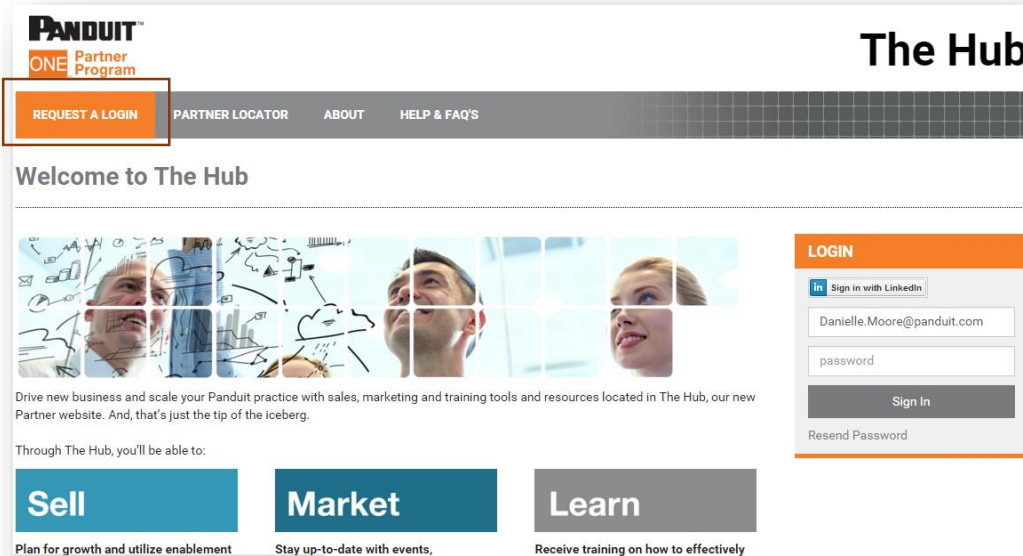 PANDUIT™
ONE Partner Program
The Hub
REQUEST A LOGIN
PARTNER LOCATOR
ABOUT
HELP & FAQ'S
Welcome to The Hub
LOGIN
in Sign in with LinkedIn
Danielle.Moore@panduit.com
password
Sign In
Resend Password
Drive new business and scale your Panduit practice with sales, marketing and training tools and resources located in The Hub, our new
Partner website. And, that's just the tip of the iceberg.
Through The Hub, you'll be able to:
Sell
Market
Learn
Plan for growth and utilize enablement
Stay up-to-date with events,
Receive training on how to effectively